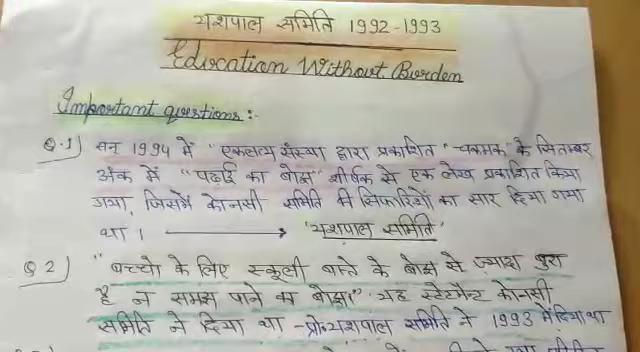 यशपाल समिति 1992-1993
Education Without Burden
Important questions:-
Q.1) सन 1994 में "एकलव्य संस्था द्वारा प्रकाशित "चकमक" के सितम्बर
अंक में "पढ़ाई का बोझ" शीर्षक से एक लेख प्रकाशित किया
गया, जिसमें कोनसी समिति की सिफारिशों का सार दिया गया
था। → 'यशपाल समिति'
Q 2) "बच्चो के लिए स्कूली बस्ते के बोझ से ज्यादा बुरा
है न समझ पाने का बोझ।" यह स्टेटमेन्ट कोनसी
समिति ने दिया था -प्रो०यशपाल समिति ने 1993 में दिया था